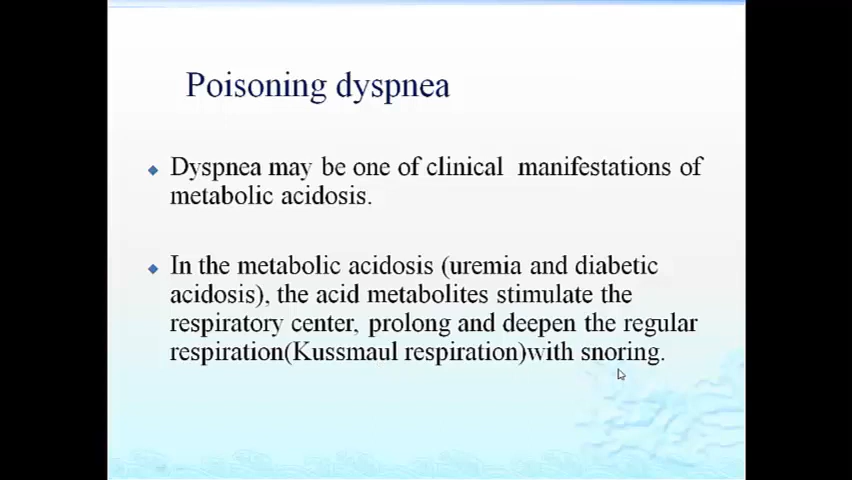 Poisoning dyspnea
Dyspnea may be one of clinical manifestations of
metabolic acidosis.
In the metabolic acidosis (uremia and diabetic
acidosis), the acid metabolites stimulate the
respiratory center, prolong and deepen the regular
respiration(Kussmaul respiration)with snoring.